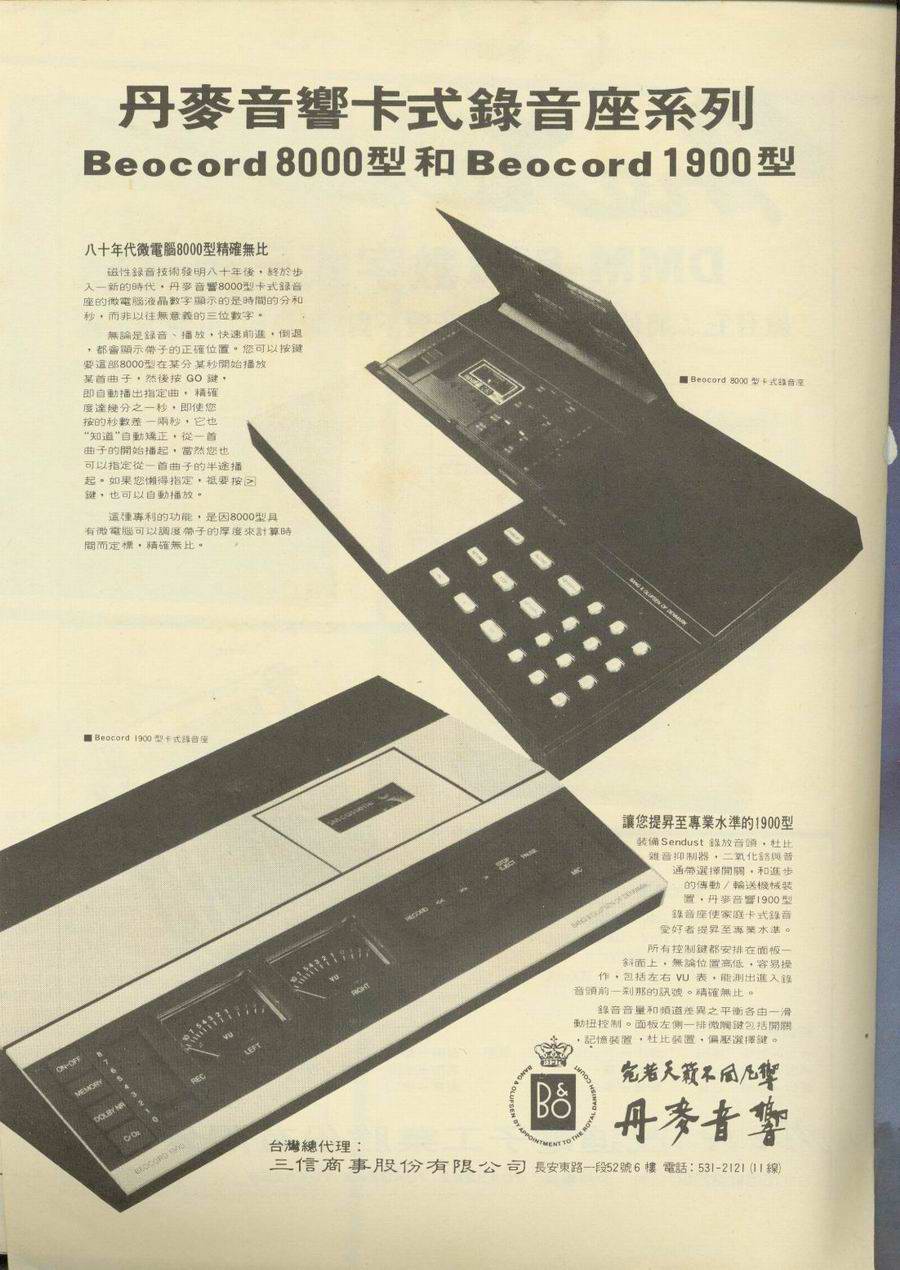 丹麥音響卡式錄音座系列
Beocord 8000型 和 Beocord 1900型
八十年代微電腦8000型精確無比
磁性錄音技術發明八十年後，終於步
入一新的時代，丹麥音響8000型卡式錄音
座的微電腦液晶數字顯示的是時間的分和
秒，而非以往無意義的三位數字。
無論是錄音、播放，快速前進，倒退
，都會顯示帶子的正確位置。您可以按鍵
要這部8000型在某分某秒開始播放
某首曲子，然後按 GO 鍵，
即自動播出指定曲，精確
度達幾分之一秒，即使您
按的秒數差一兩秒，它也
“知道”自動矯正，從一首
曲子的開始播起，當然您也
可以指定從一首曲子的半途播
起。如果您懶得指定，祗要按>
鍵，也可以自動播放。
這種專利的功能，是因8000型具
有微電腦可以調度帶子的厚度來計算時
間而定標，精確無比。
■ Beocord 8000 型卡式錄音座
BANG & OLUFSEN OF DENMARK
■ Beocord 1900 型卡式錄音座
RECORD
<<
>>
>
STOP
EJECT
PAUSE
MIC
BANG & OLUFSEN OF DENMARK
ON-OFF
MEMORY
DOLBY NR
CrO₂
8
7
6
5
4
3
2
1
0
VU
LEFT
REC
VU
RIGHT
BEOCORD 1900
讓您提昇至專業水準的1900型
裝備Sendust 錄放音頭，杜比
雜音抑制器，二氧化鉻與普
通帶選擇開關，和進步
的傳動／輸送機械裝
置，丹麥音響1900型
錄音座使家庭卡式錄音
愛好者提昇至專業水準。
所有控制鍵都安排在面板一
斜面上，無論位置高低，容易操
作，包括左右 VU 表，能測出進入錄
音頭前一剎那的訊號。精確無比。
錄音音量和頻道差異之平衡各由一滑
動扭控制。面板左側一排微觸鍵包括開關
，記憶裝置，杜比裝置，偏壓選擇鍵。
B&O
BANG & OLUFSEN BY APPOINTMENT TO THE ROYAL DANISH COURT
宛若天籟不同凡響
丹麥音響
台灣總代理：
三信商事股份有限公司 長安東路一段52號6樓 電話：531-2121 (11線)